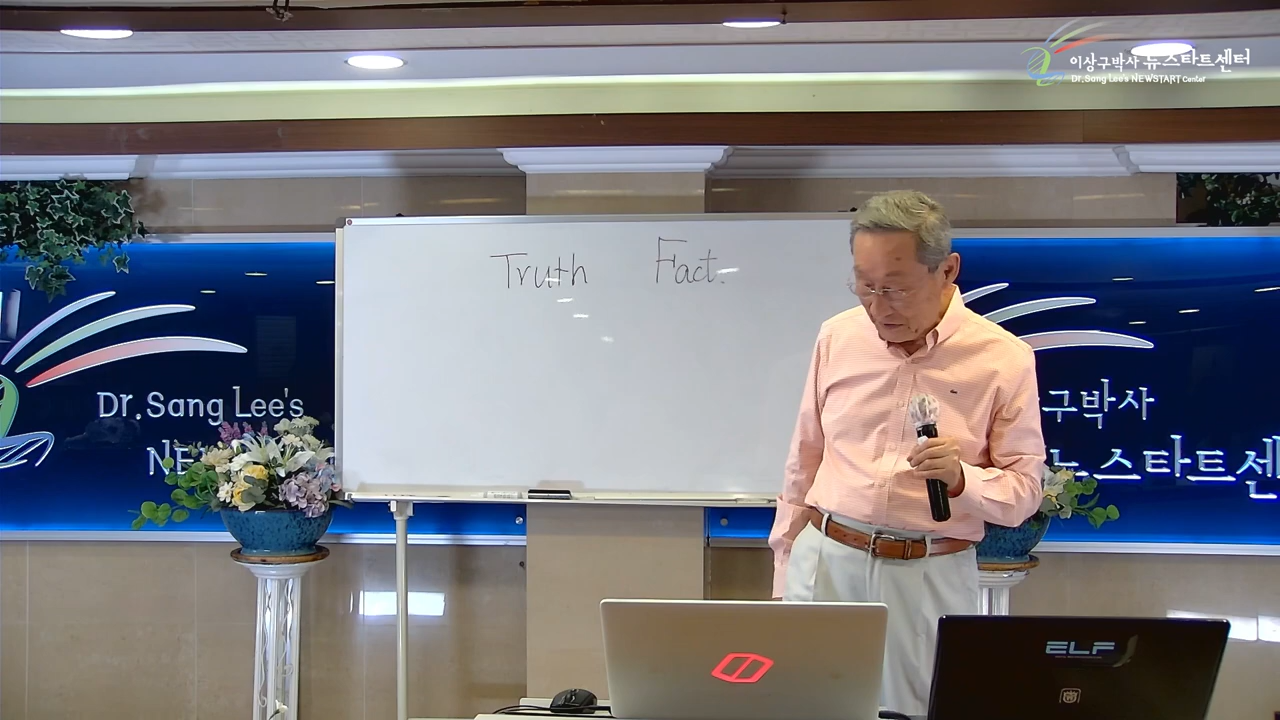 이상구박사 뉴스타트센터
Dr. Sang Lee's NEWSTART Center
Truth Fact.
Dr. Sang Lee's
구박사
뉴스타트센
ELF